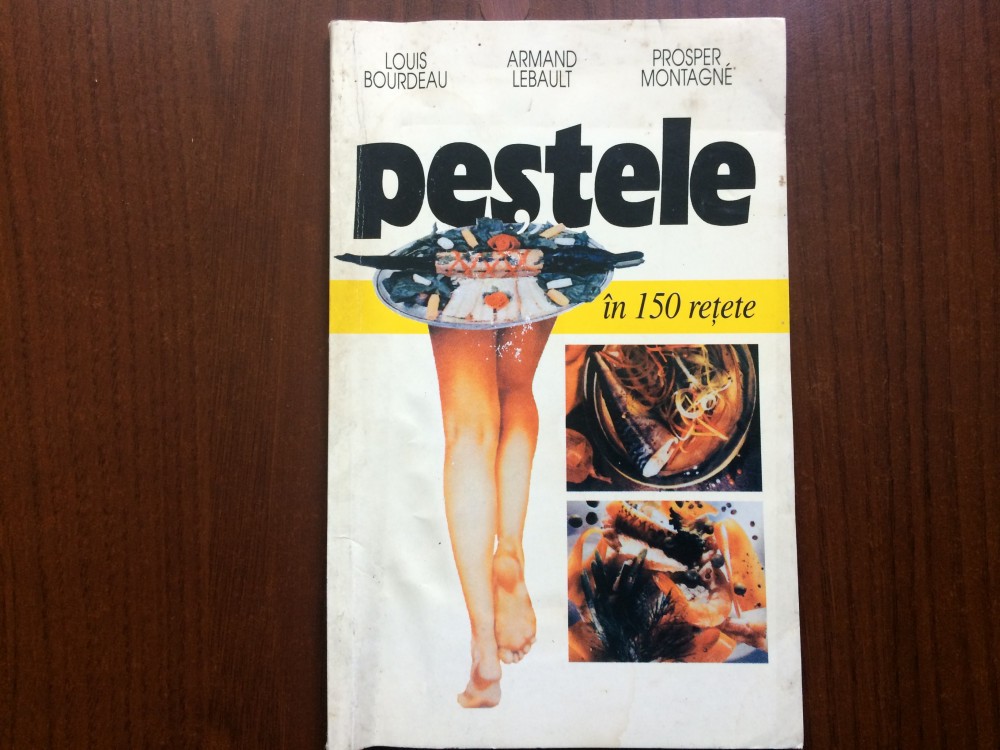 LOUIS
BOURDEAU
ARMAND
LEBAULT
PROSPER
MONTAGNÉ
peștele
în 150 rețete